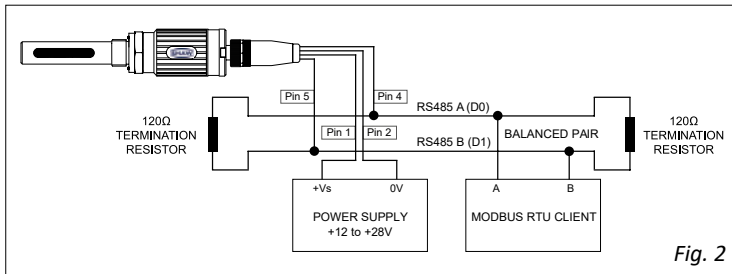 Pin 5
Pin 4
RS485 A (D0)
120Ω
TERMINATION
RESISTOR
Pin 1
Pin 2
BALANCED PAIR
120Ω
TERMINATION
RESISTOR
RS485 B (D1)
+Vs
0V
A
B
POWER SUPPLY
+12 to +28V
MODBUS RTU CLIENT
Fig. 2